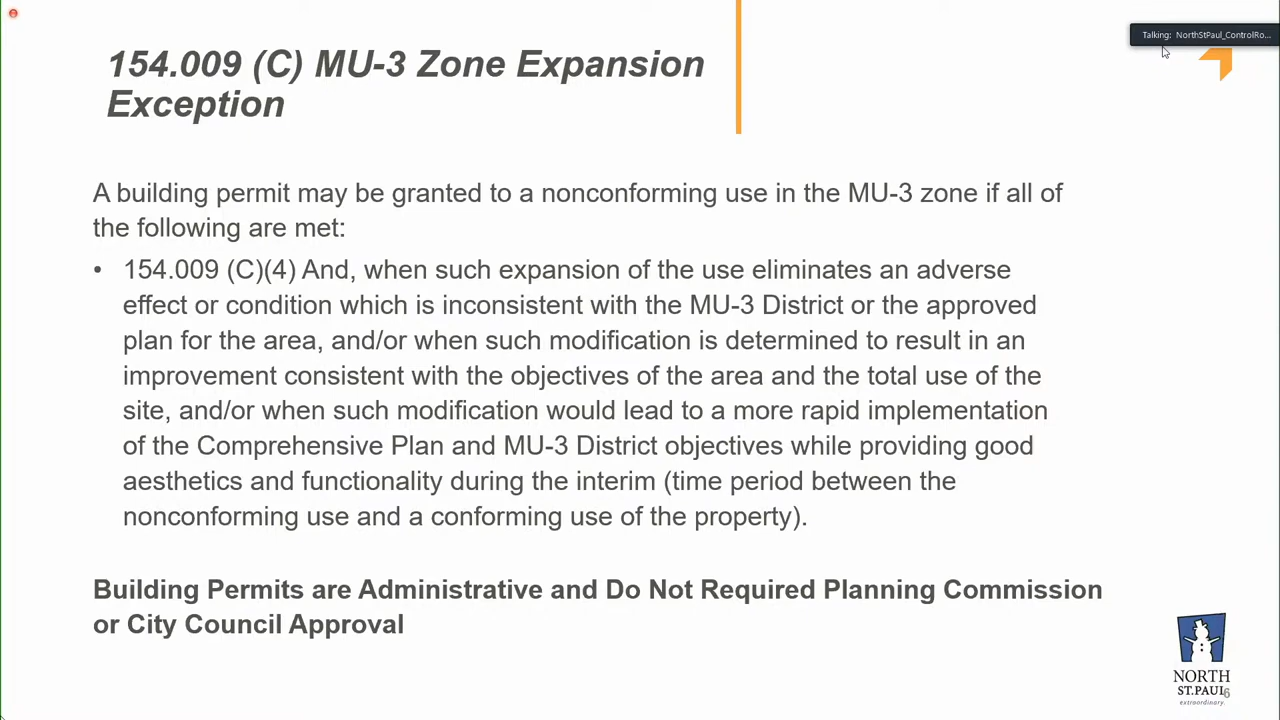 Talking: NorthStPaul_ControlRo...
154.009 (C) MU-3 Zone Expansion
Exception
A building permit may be granted to a nonconforming use in the MU-3 zone if all of
the following are met:
• 154.009 (C)(4) And, when such expansion of the use eliminates an adverse
effect or condition which is inconsistent with the MU-3 District or the approved
plan for the area, and/or when such modification is determined to result in an
improvement consistent with the objectives of the area and the total use of the
site, and/or when such modification would lead to a more rapid implementation
of the Comprehensive Plan and MU-3 District objectives while providing good
aesthetics and functionality during the interim (time period between the
nonconforming use and a conforming use of the property).
Building Permits are Administrative and Do Not Required Planning Commission
or City Council Approval
NORTH
ST.PAUL
6
extraordinary.